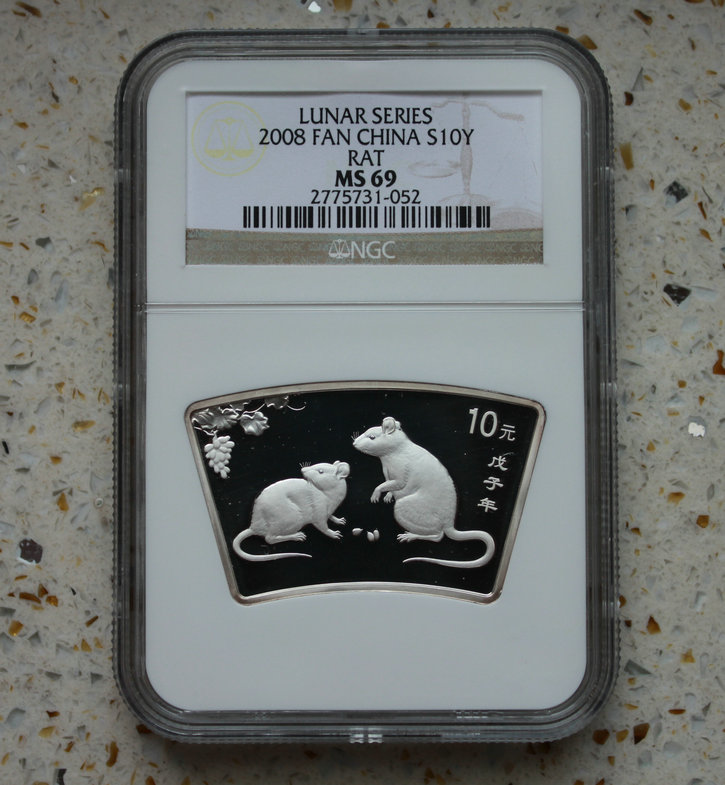 LUNAR SERIES
2008 FAN CHINA S10Y
RAT
MS 69
2775731-052
NGC
10元
戊子年